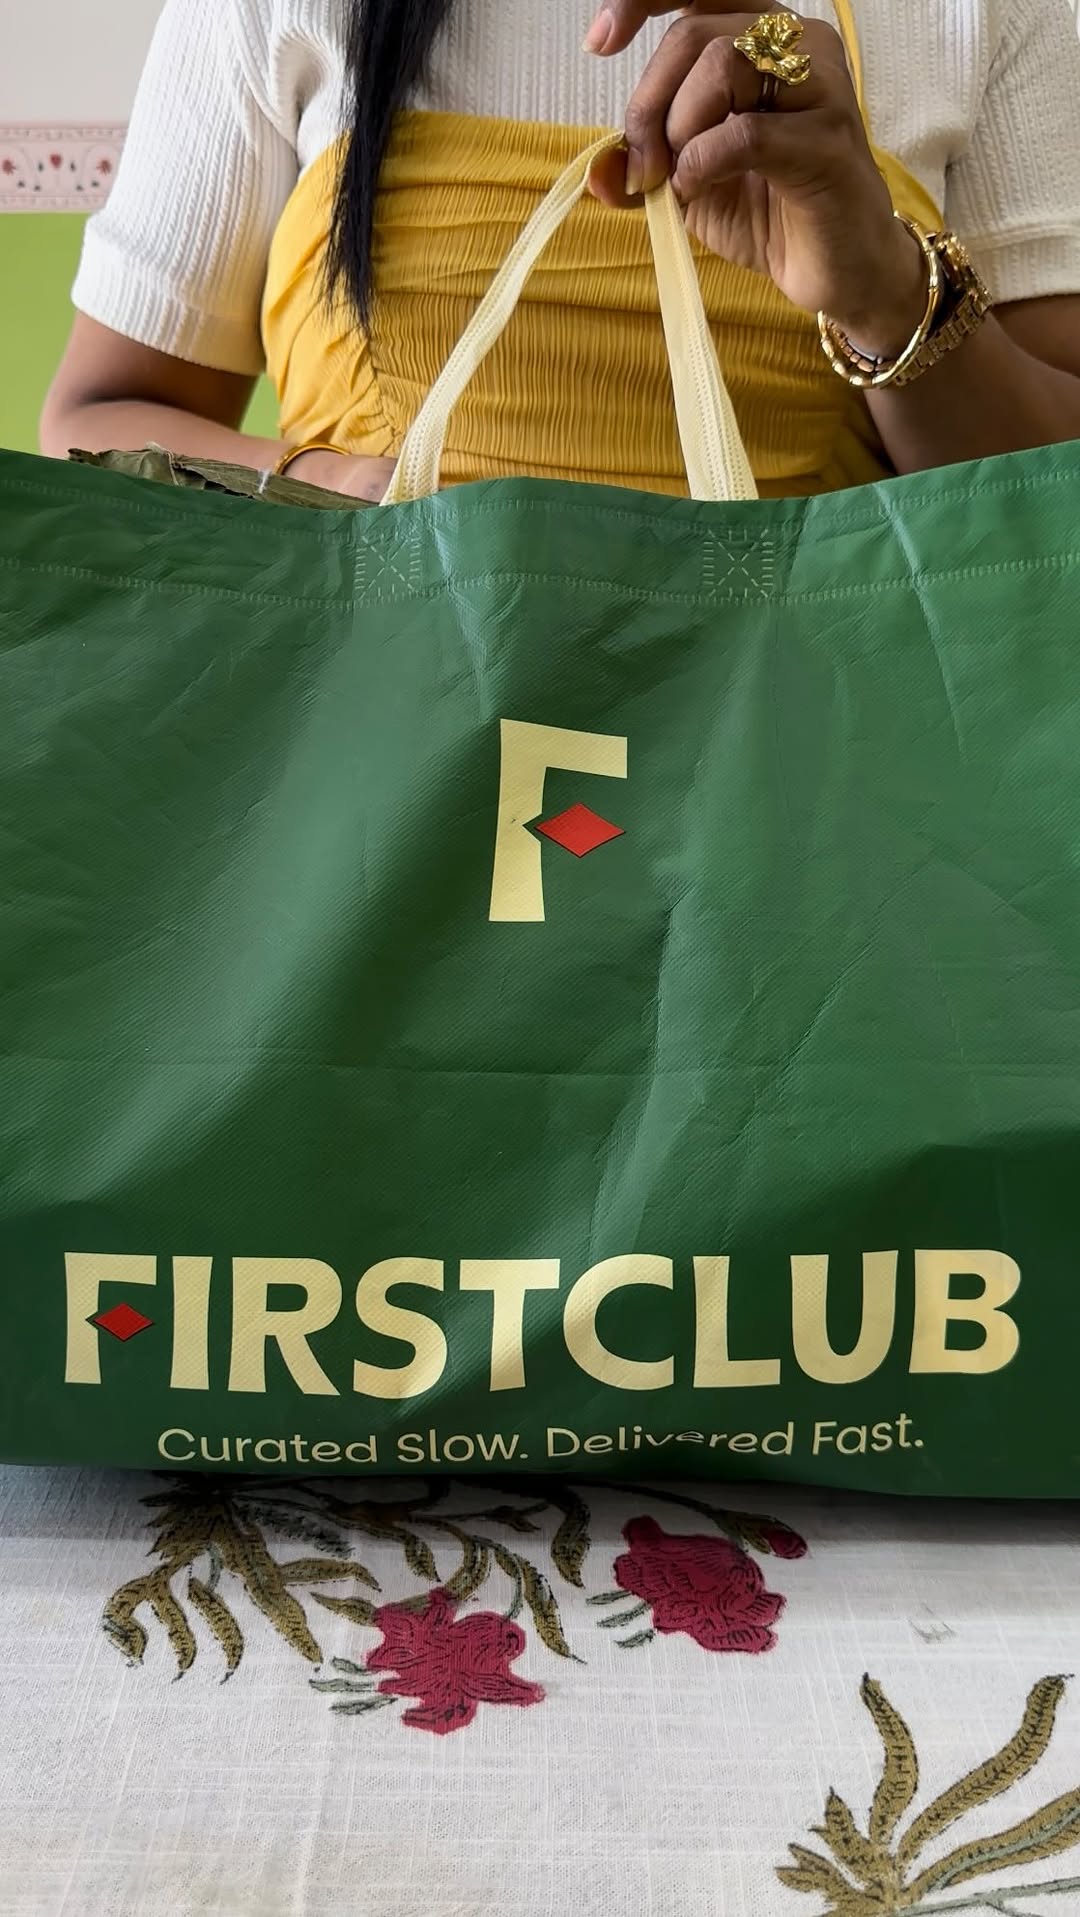 F
FIRSTCLUB
Curated Slow. Delivered Fast.